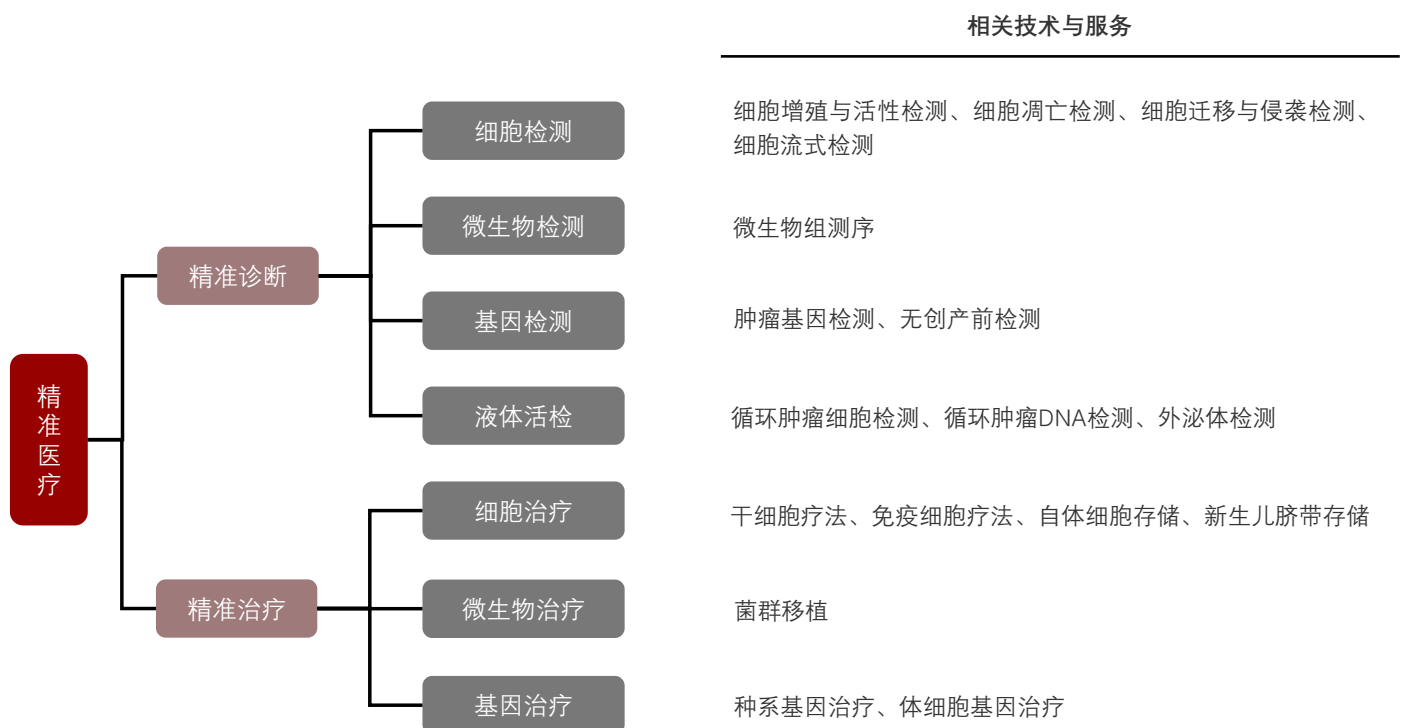 相关技术与服务
细胞检测
细胞增殖与活性检测、细胞凋亡检测、细胞迁移与侵袭检测、
细胞流式检测
微生物检测
微生物组测序
精准诊断
基因检测
肿瘤基因检测、无创产前检测
液体活检
循环肿瘤细胞检测、循环肿瘤DNA检测、外泌体检测
精准医疗
细胞治疗
干细胞疗法、免疫细胞疗法、自体细胞存储、新生儿脐带存储
精准治疗
微生物治疗
菌群移植
基因治疗
种系基因治疗、体细胞基因治疗